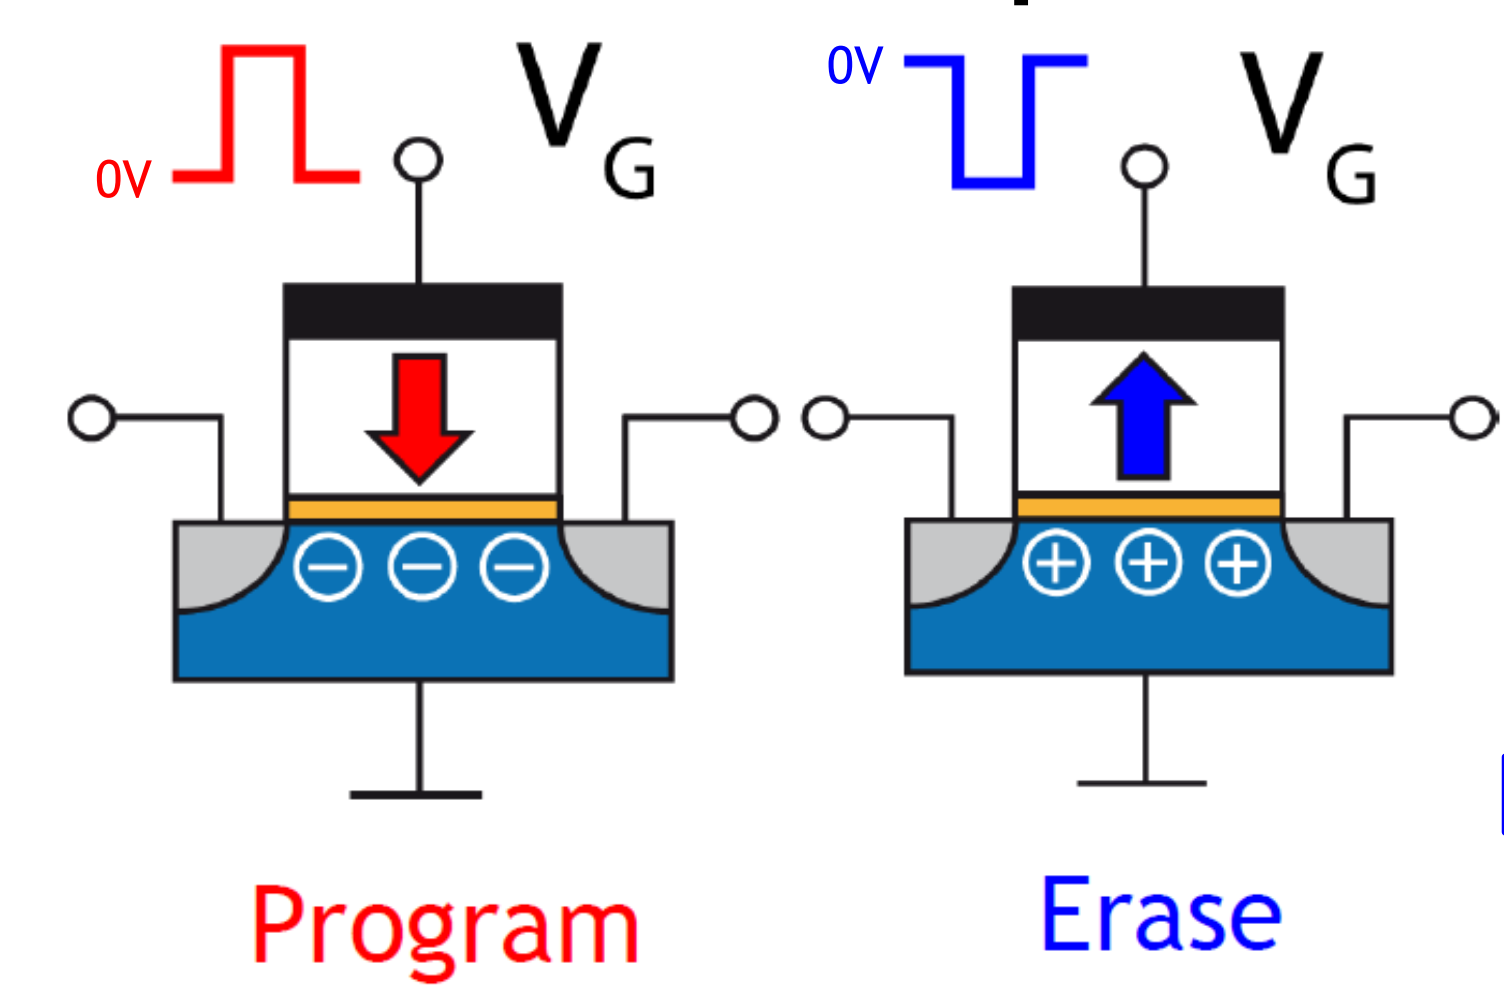 0V
V
G
0V
V
G
− − −
+ + +
Program
Erase